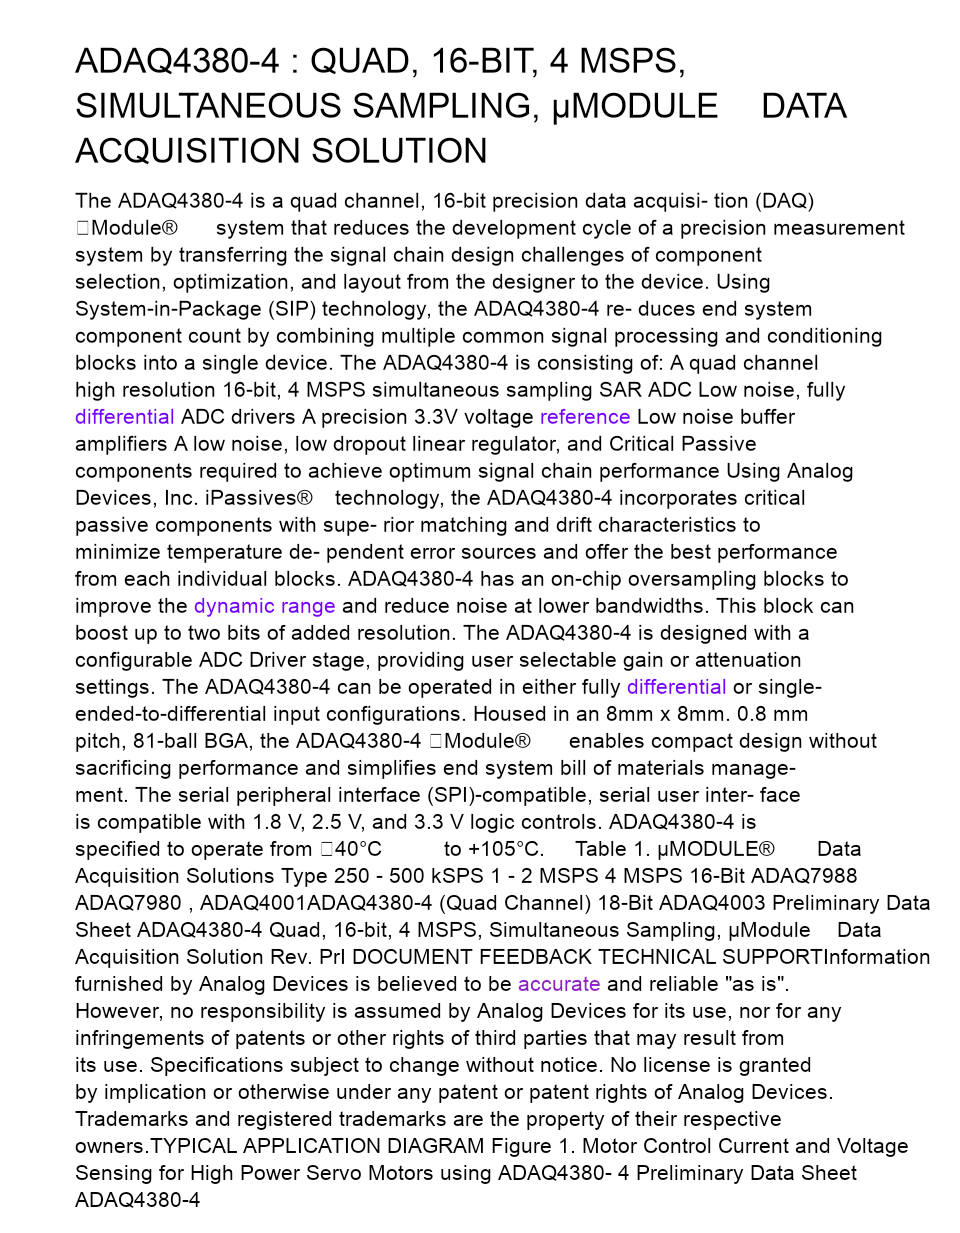 ADAQ4380-4 : QUAD, 16-BIT, 4 MSPS,
SIMULTANEOUS SAMPLING, µMODULE DATA
ACQUISITION SOLUTION
The ADAQ4380-4 is a quad channel, 16-bit precision data acquisi- tion (DAQ)
□Module® system that reduces the development cycle of a precision measurement
system by transferring the signal chain design challenges of component
selection, optimization, and layout from the designer to the device. Using
System-in-Package (SIP) technology, the ADAQ4380-4 re- duces end system
component count by combining multiple common signal processing and conditioning
blocks into a single device. The ADAQ4380-4 is consisting of: A quad channel
high resolution 16-bit, 4 MSPS simultaneous sampling SAR ADC Low noise, fully
differential ADC drivers A precision 3.3V voltage reference Low noise buffer
amplifiers A low noise, low dropout linear regulator, and Critical Passive
components required to achieve optimum signal chain performance Using Analog
Devices, Inc. iPassives® technology, the ADAQ4380-4 incorporates critical
passive components with supe- rior matching and drift characteristics to
minimize temperature de- pendent error sources and offer the best performance
from each individual blocks. ADAQ4380-4 has an on-chip oversampling blocks to
improve the dynamic range and reduce noise at lower bandwidths. This block can
boost up to two bits of added resolution. The ADAQ4380-4 is designed with a
configurable ADC Driver stage, providing user selectable gain or attenuation
settings. The ADAQ4380-4 can be operated in either fully differential or single-
ended-to-differential input configurations. Housed in an 8mm x 8mm. 0.8 mm
pitch, 81-ball BGA, the ADAQ4380-4 □Module® enables compact design without
sacrificing performance and simplifies end system bill of materials manage-
ment. The serial peripheral interface (SPI)-compatible, serial user inter- face
is compatible with 1.8 V, 2.5 V, and 3.3 V logic controls. ADAQ4380-4 is
specified to operate from □40°C to +105°C. Table 1. µMODULE® Data
Acquisition Solutions Type 250 - 500 kSPS 1 - 2 MSPS 4 MSPS 16-Bit ADAQ7988
ADAQ7980 , ADAQ4001ADAQ4380-4 (Quad Channel) 18-Bit ADAQ4003 Preliminary Data
Sheet ADAQ4380-4 Quad, 16-bit, 4 MSPS, Simultaneous Sampling, µModule Data
Acquisition Solution Rev. PrI DOCUMENT FEEDBACK TECHNICAL SUPPORTInformation
furnished by Analog Devices is believed to be accurate and reliable "as is".
However, no responsibility is assumed by Analog Devices for its use, nor for any
infringements of patents or other rights of third parties that may result from
its use. Specifications subject to change without notice. No license is granted
by implication or otherwise under any patent or patent rights of Analog Devices.
Trademarks and registered trademarks are the property of their respective
owners.TYPICAL APPLICATION DIAGRAM Figure 1. Motor Control Current and Voltage
Sensing for High Power Servo Motors using ADAQ4380- 4 Preliminary Data Sheet
ADAQ4380-4